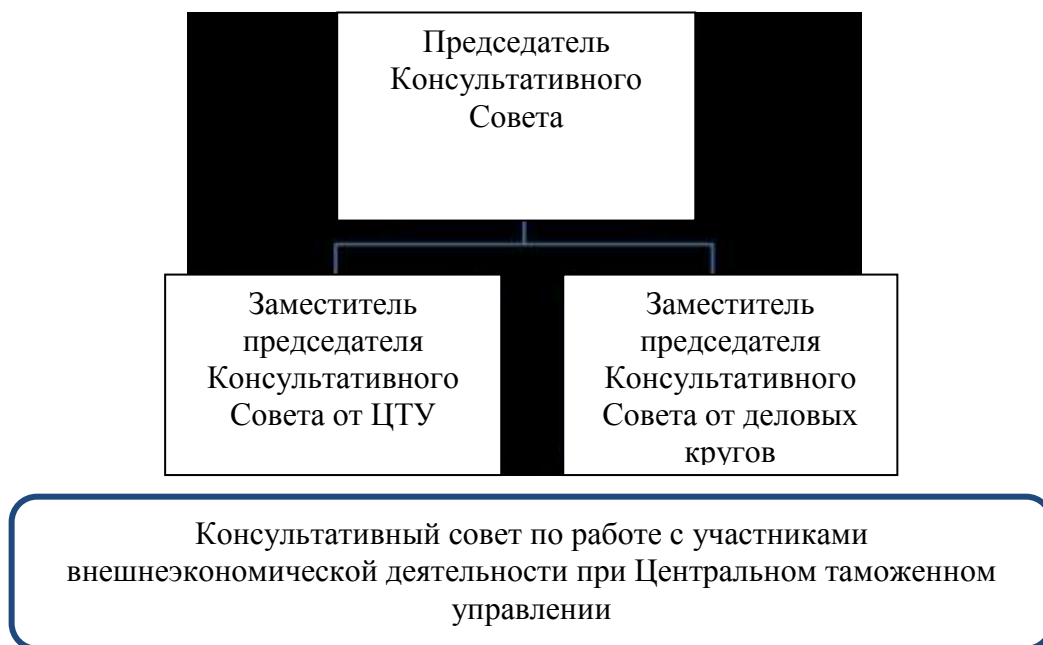 Председатель
Консультативного
Совета
Заместитель
председателя
Консультативного
Совета от ЦТУ
Заместитель
председателя
Консультативного
Совета от деловых
кругов
Консультативный совет по работе с участниками
внешнеэкономической деятельности при Центральном таможенном
управлении